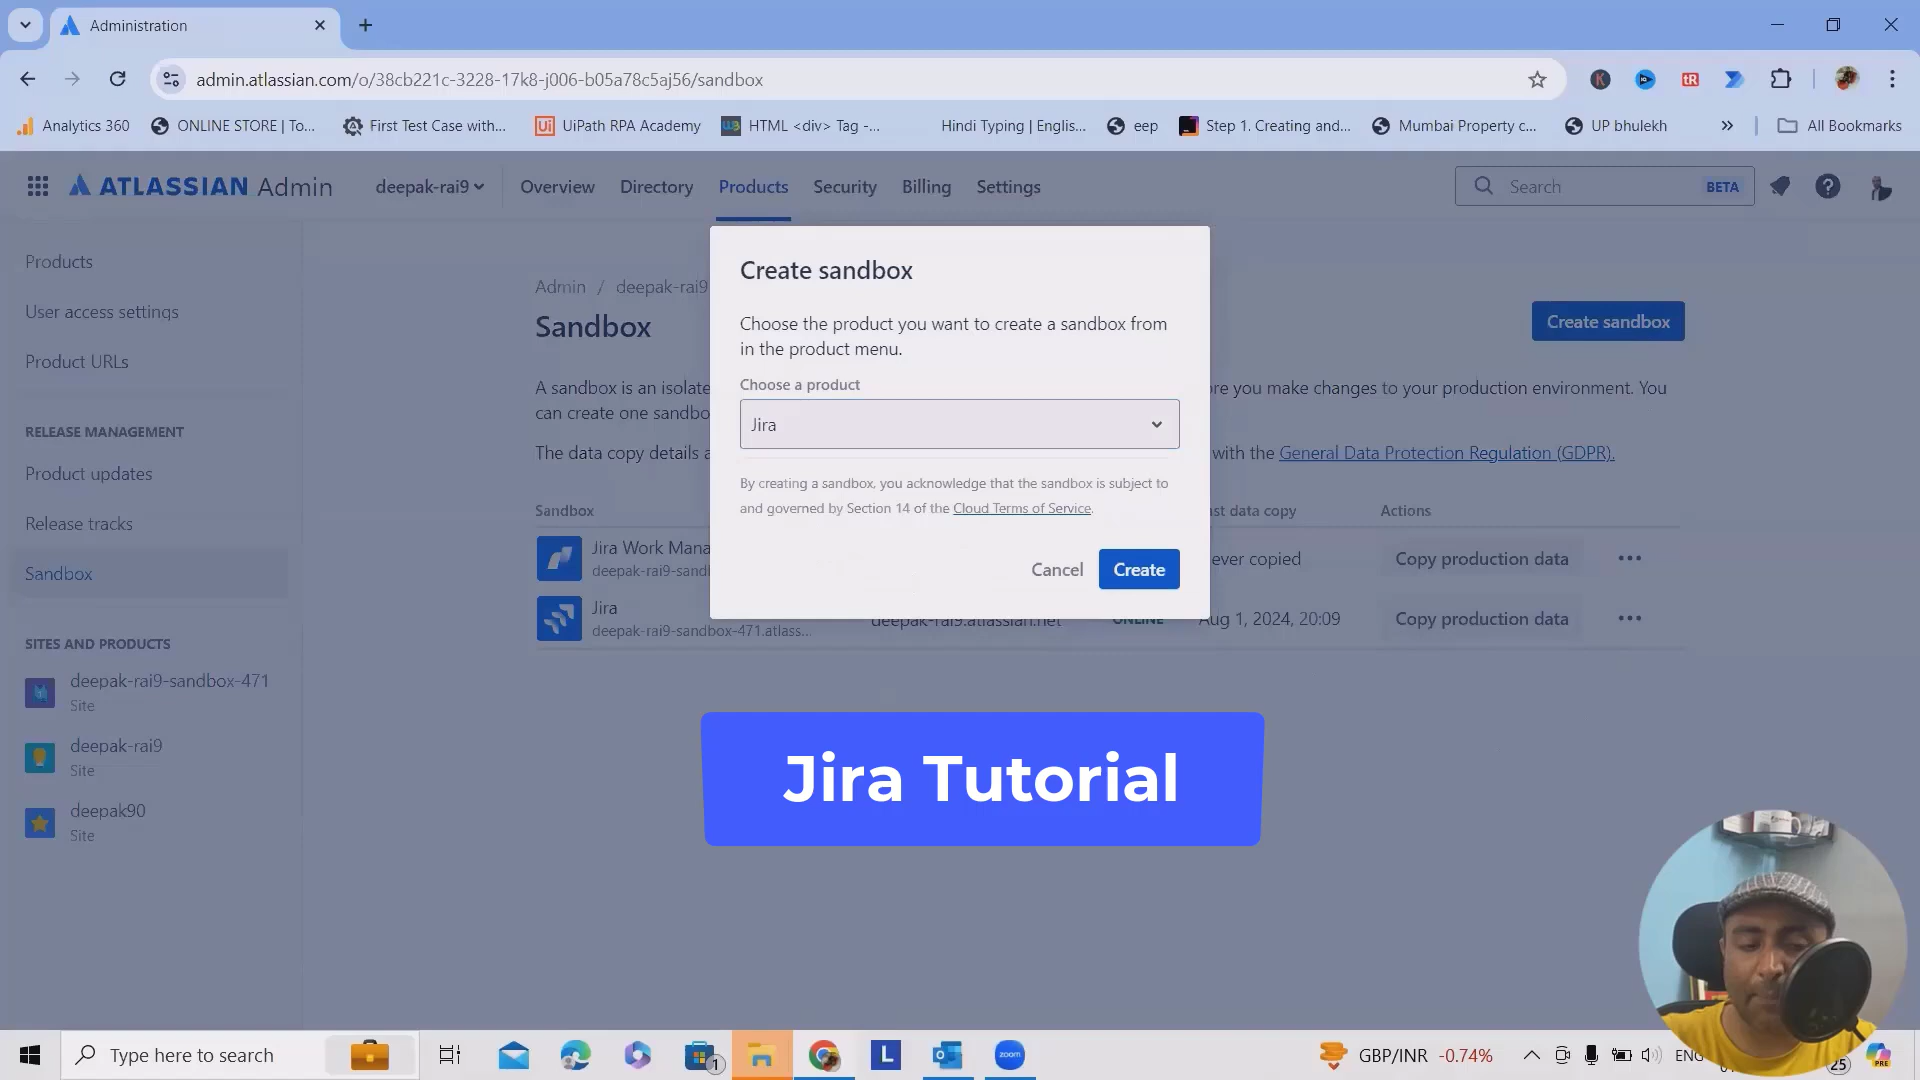 Administration
admin.atlassian.com/o/38cb221c-3228-17k8-j006-b05a78c5aj56/sandbox
Analytics 360
ONLINE STORE | To...
First Test Case with...
UiPath RPA Academy
HTML <div> Tag -...
Hindi Typing | Englis...
eep
Step 1. Creating and...
Mumbai Property c...
UP bhulekh
All Bookmarks
ATLASSIAN Admin
deepak-rai9
Overview
Directory
Products
Security
Billing
Settings
Search
BETA
Products
User access settings
Product URLs
RELEASE MANAGEMENT
Product updates
Release tracks
Sandbox
SITES AND PRODUCTS
deepak-rai9-sandbox-471
Site
deepak-rai9
Site
deepak90
Site
Admin / deepak-rai9
Sandbox
Create sandbox
A sandbox is an isolate
re you make changes to your production environment. You
can create one sandbo
The data copy details
with the General Data Protection Regulation (GDPR).
Sandbox
st data copy
Actions
Jira Work Mana
deepak-rai9-sand
ever copied
Copy production data
Jira
deepak-rai9-sandbox-471.atlass...
deepak-rai9.atlassian.net
ONLINE
Aug 1, 2024, 20:09
Copy production data
Create sandbox
Choose the product you want to create a sandbox from
in the product menu.
Choose a product
Jira
By creating a sandbox, you acknowledge that the sandbox is subject to
and governed by Section 14 of the Cloud Terms of Service.
Cancel
Create
Jira Tutorial
Type here to search
1
L
zoom
GBP/INR -0.74%
ENG
25
PRE